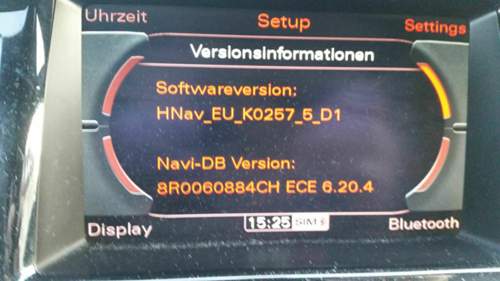 Uhrzeit Setup Settings
Versionsinformationen
Softwareversion:
HNav_EU_K0257_5_D1
Navi-DB Version:
8R0060884CH ECE 6.20.4
Display 15:25 Bluetooth